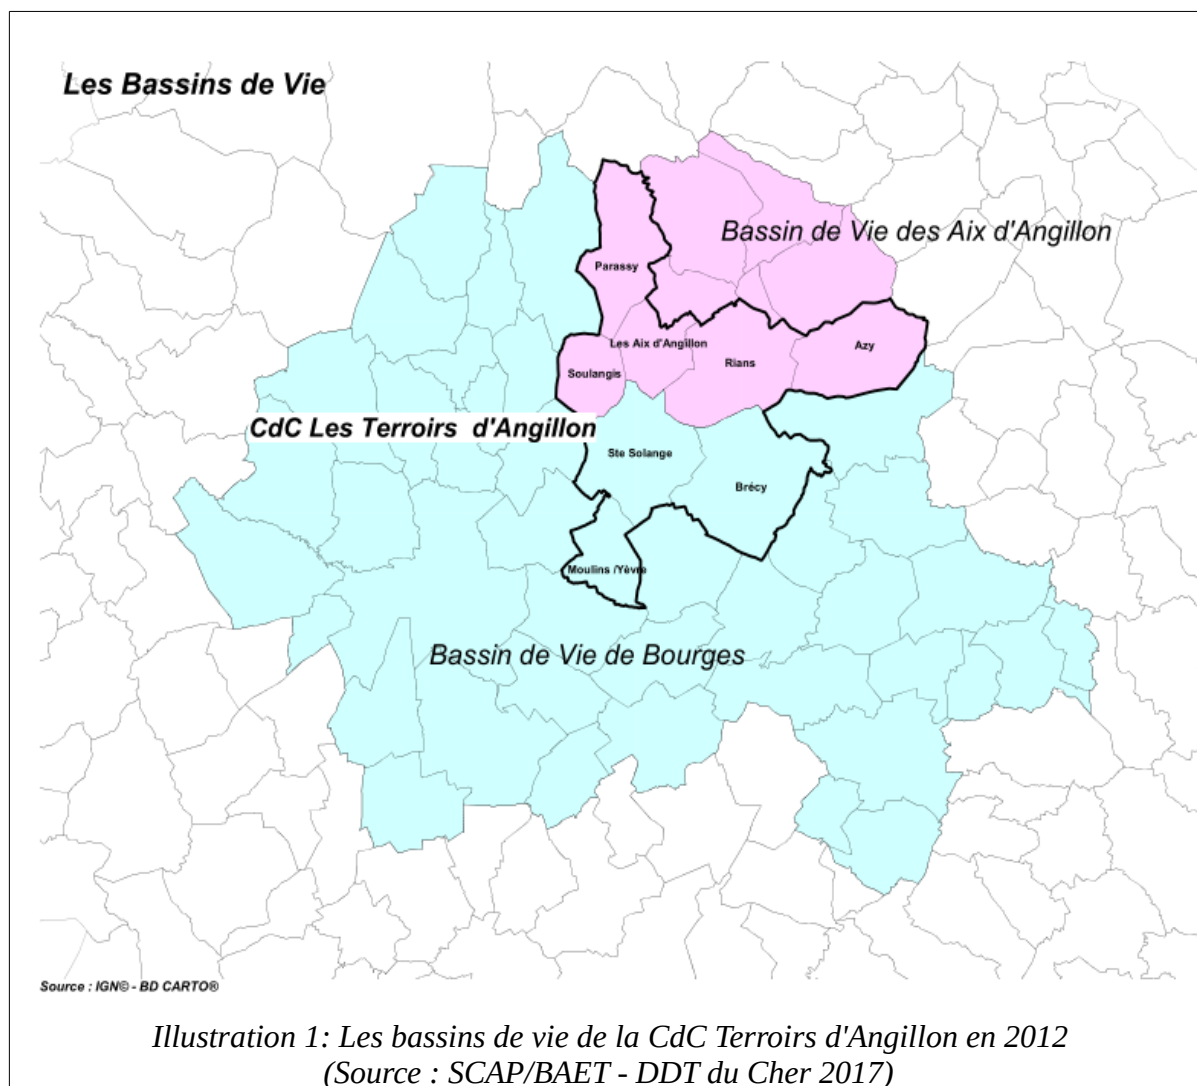 Les Bassins de Vie
Bassin de Vie des Aix d'Angillon
Parassy
Les Aix d'Angillon
Azy
Rians
Soulangis
CdC Les Terroirs d'Angillon
Ste Solange
Brécy
Moulins /Yèvre
Bassin de Vie de Bourges
Source : IGN© - BD CARTO®
Illustration 1: Les bassins de vie de la CdC Terroirs d'Angillon en 2012
(Source : SCAP/BAET - DDT du Cher 2017)